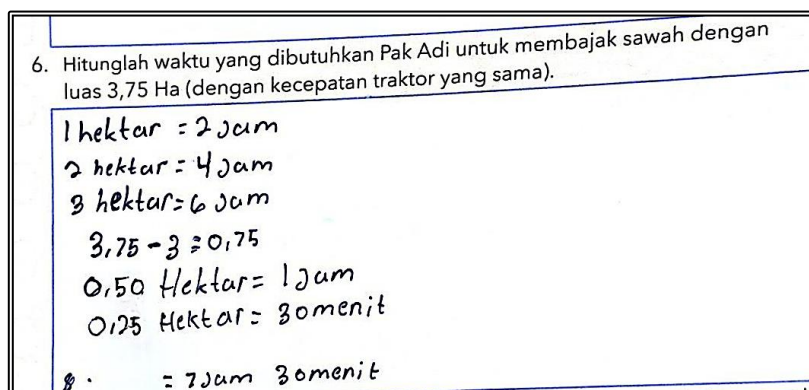 6. Hitunglah waktu yang dibutuhkan Pak Adi untuk membajak sawah dengan
luas 3,75 Ha (dengan kecepatan traktor yang sama).
1 hektar = 2 Jam
2 hektar = 4 Jam
3 hektar = 6 Jam
3,75 - 3 = 0,75
0,50 Hektar = 1 Jam
0,25 Hektar = 30 menit
= 7 Jam 30 menit